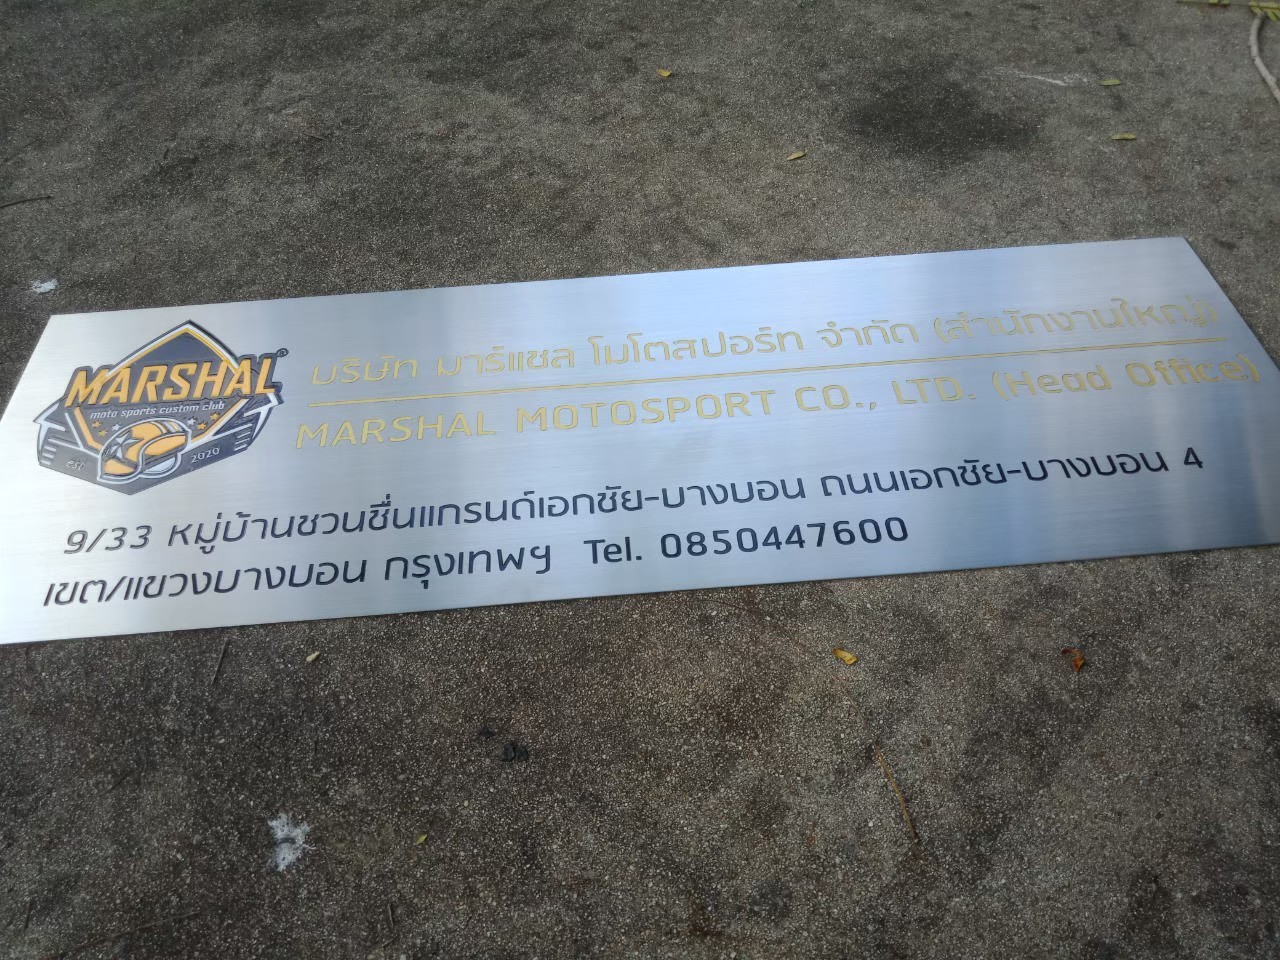 MARSHAL®
moto sports custom club
est 2020
บริษัท มาร์แชล โมโตสปอร์ท จำกัด (สำนักงานใหญ่)
MARSHAL MOTOSPORT CO., LTD. (Head Office)
9/33 หมู่บ้านชวนชื่นแกรนด์เอกชัย-บางบอน ถนนเอกชัย-บางบอน 4
เขต/แขวงบางบอน กรุงเทพฯ Tel. 0850447600